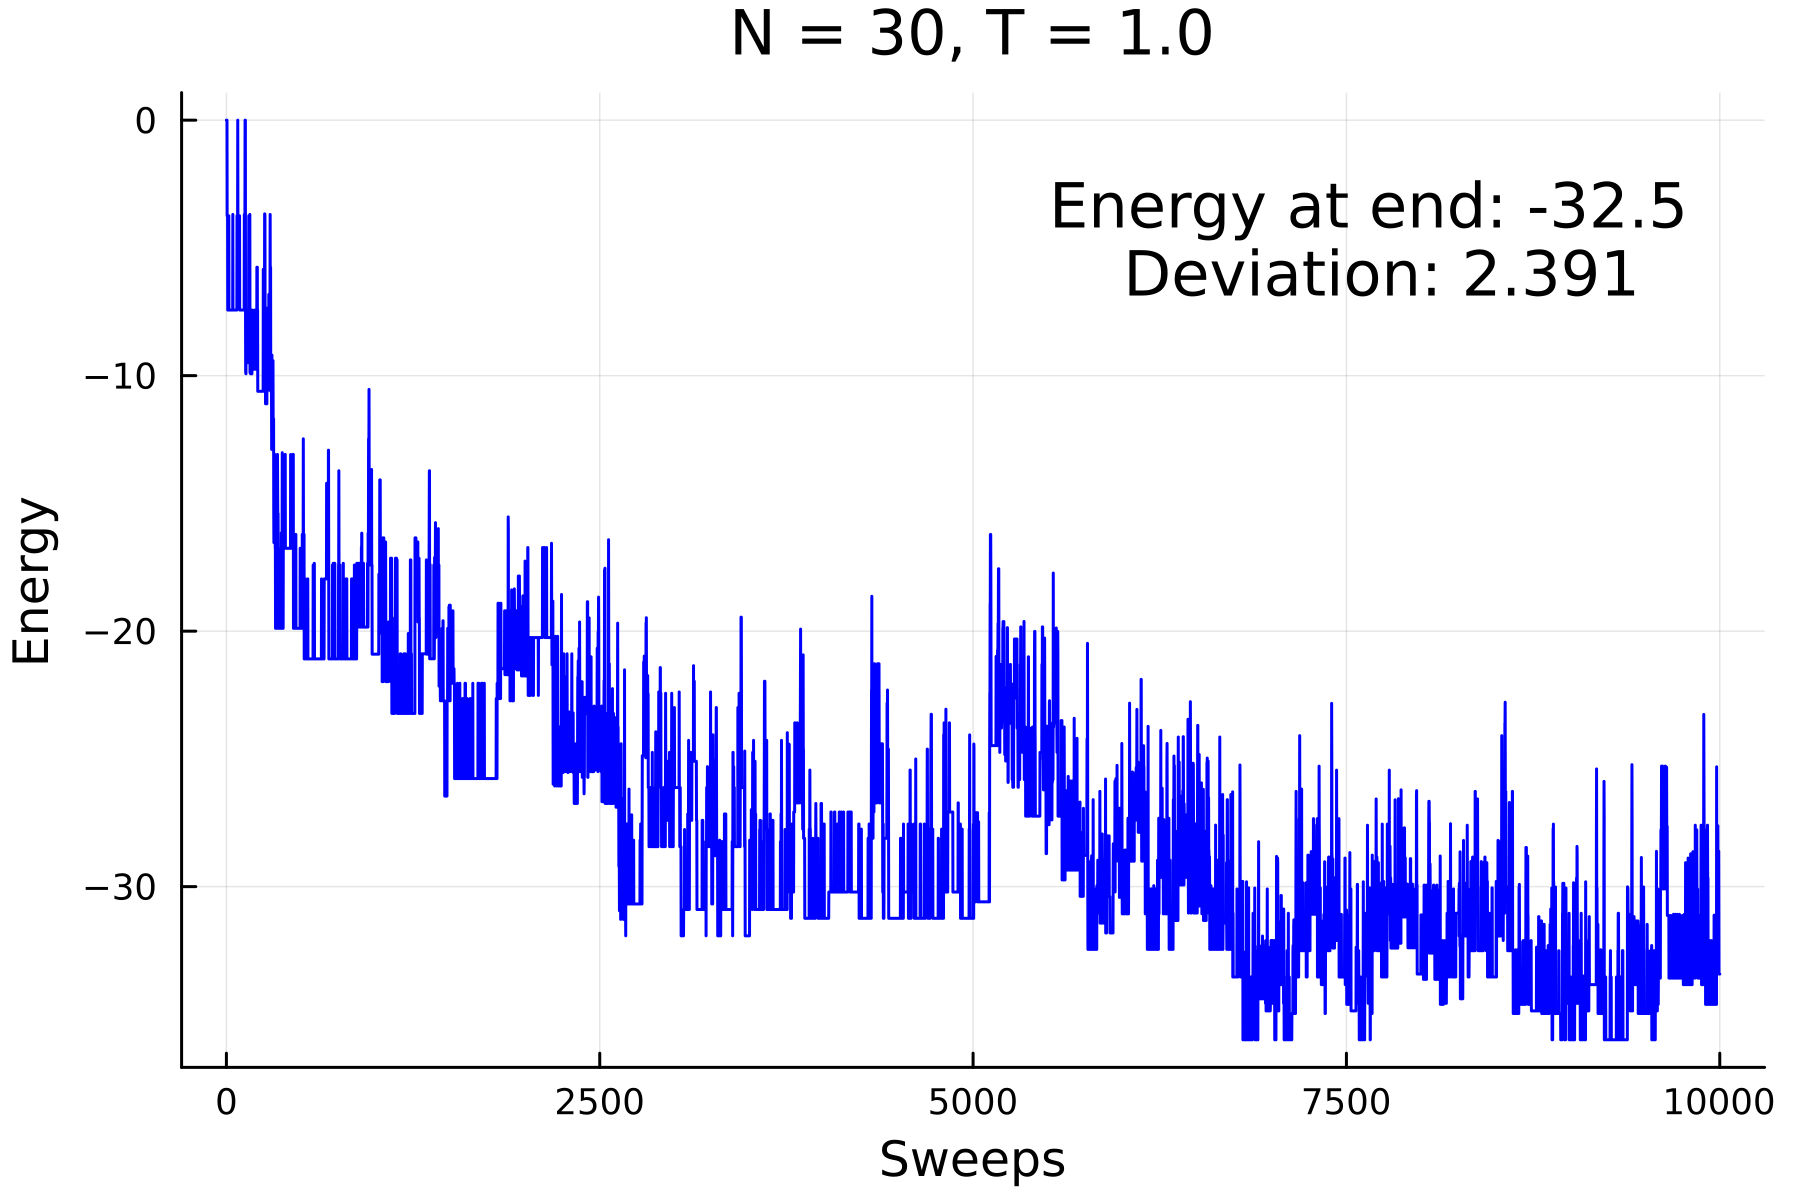 N = 30, T = 1.0
Energy at end: -32.5
Deviation: 2.391
Energy
0
−10
−20
−30
0 2500 5000 7500 10000
Sweeps